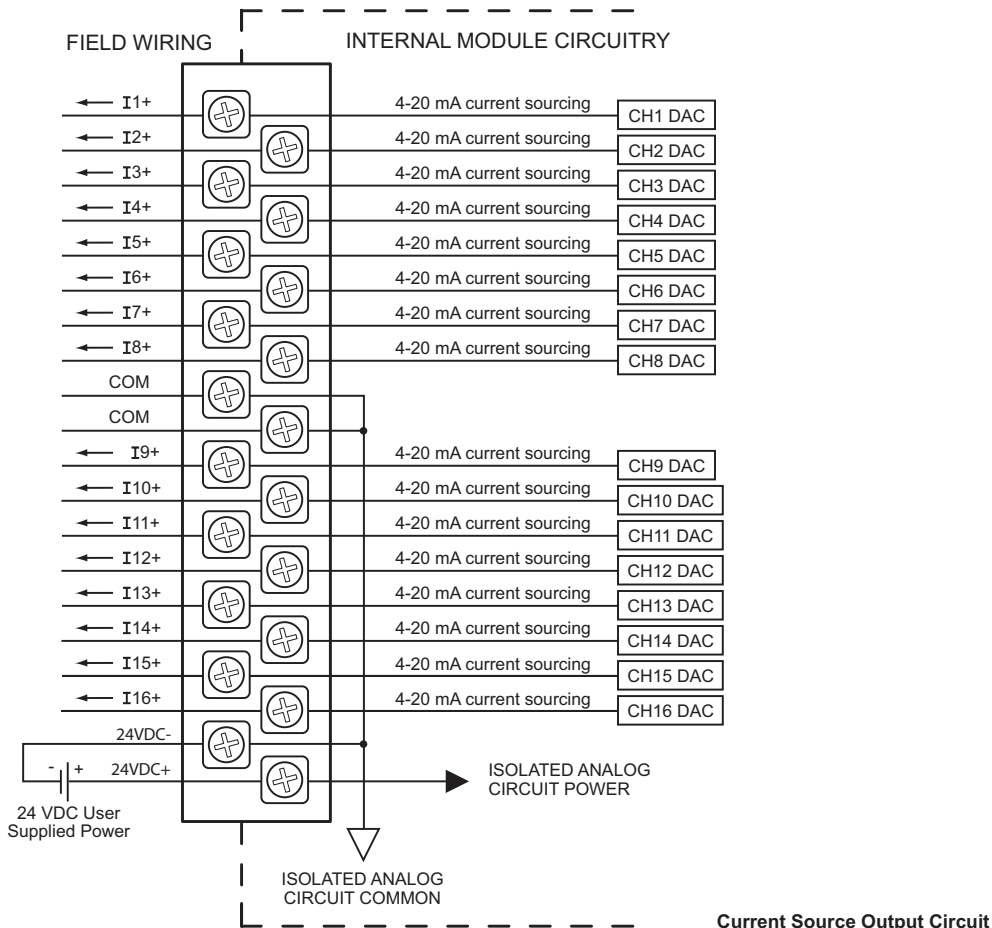 FIELD WIRING
INTERNAL MODULE CIRCUITRY
I1+ 4-20 mA current sourcing CH1 DAC
I2+ 4-20 mA current sourcing CH2 DAC
I3+ 4-20 mA current sourcing CH3 DAC
I4+ 4-20 mA current sourcing CH4 DAC
I5+ 4-20 mA current sourcing CH5 DAC
I6+ 4-20 mA current sourcing CH6 DAC
I7+ 4-20 mA current sourcing CH7 DAC
I8+ 4-20 mA current sourcing CH8 DAC
COM
COM
I9+ 4-20 mA current sourcing CH9 DAC
I10+ 4-20 mA current sourcing CH10 DAC
I11+ 4-20 mA current sourcing CH11 DAC
I12+ 4-20 mA current sourcing CH12 DAC
I13+ 4-20 mA current sourcing CH13 DAC
I14+ 4-20 mA current sourcing CH14 DAC
I15+ 4-20 mA current sourcing CH15 DAC
I16+ 4-20 mA current sourcing CH16 DAC
24VDC-
- + 24VDC+
24 VDC User
Supplied Power
ISOLATED ANALOG
CIRCUIT POWER
ISOLATED ANALOG
CIRCUIT COMMON
Current Source Output Circuit